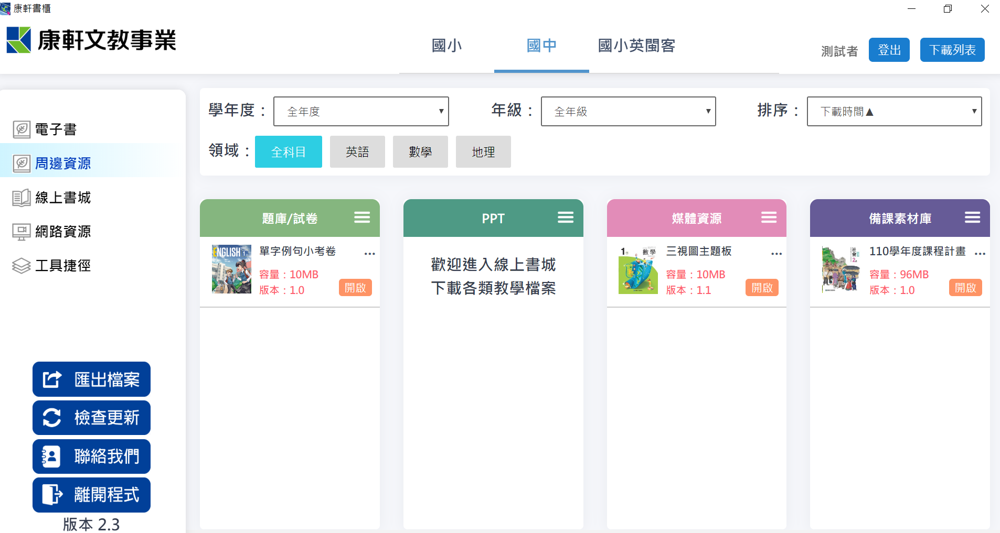 康軒書櫃
康軒文教事業
國小
國中
國小英閩客
測試者
登出
下載列表
電子書
周邊資源
線上書城
網路資源
工具捷徑
匯出檔案
檢查更新
聯絡我們
離開程式
版本 2.3
學年度：
全年度
年級：
全年級
排序：
下載時間▲
領域：
全科目
英語
數學
地理
題庫/試卷
ENGLISH 1
單字例句小考卷
...
容量：10MB
版本：1.0
開啟
PPT
歡迎進入線上書城
下載各類教學檔案
媒體資源
1下 數學
三視圖主題板
...
容量：10MB
版本：1.1
開啟
備課素材庫
社會
2上
110學年度課程計畫
...
容量：96MB
版本：1.0
開啟